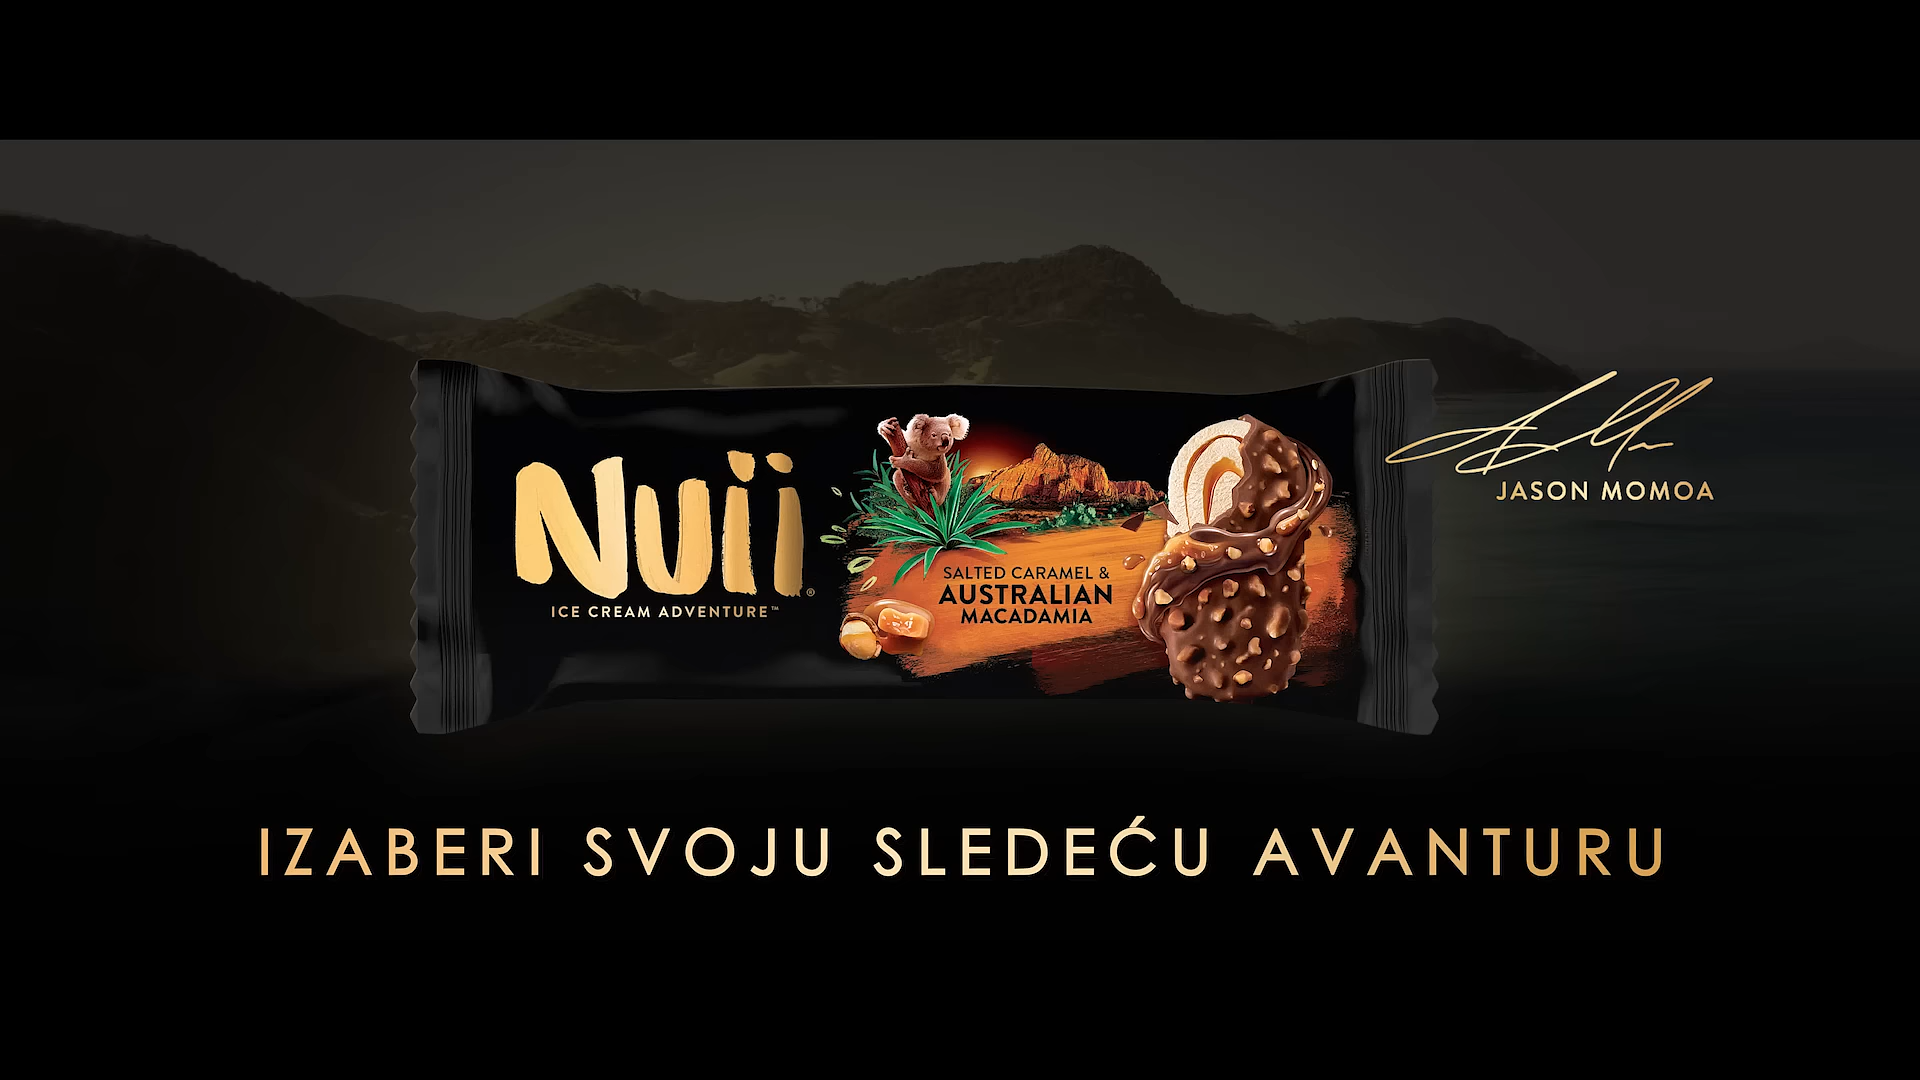 Nuii®
ICE CREAM ADVENTURE™
SALTED CARAMEL &
AUSTRALIAN
MACADAMIA
JASON MOMOA
IZABERI SVOJU SLEDEĆU AVANTURU